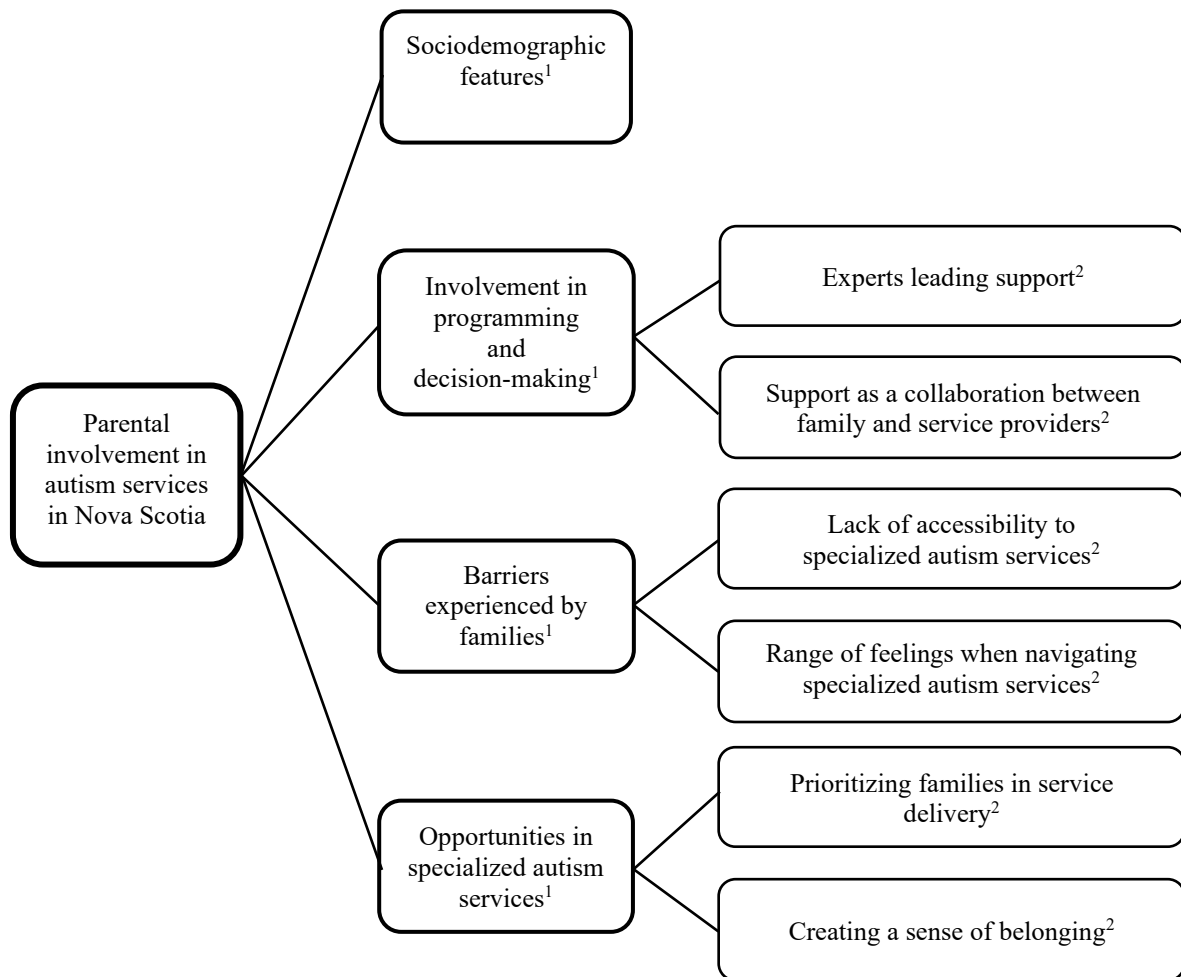 Sociodemographic
features¹
Involvement in
programming
and
decision-making¹
Experts leading support²
Support as a collaboration between
family and service providers²
Parental
involvement in
autism services
in Nova Scotia
Lack of accessibility to
specialized autism services²
Barriers
experienced by
families¹
Range of feelings when navigating
specialized autism services²
Opportunities in
specialized autism
services¹
Prioritizing families in service
delivery²
Creating a sense of belonging²